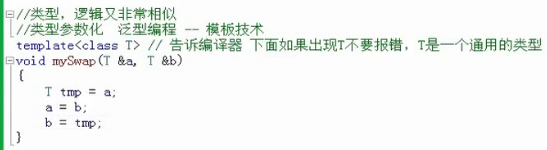 //类型，逻辑又非常相似
//类型参数化  泛型编程 -- 模板技术
template<class T> // 告诉编译器 下面如果出现T不要报错，T是一个通用的类型
void mySwap(T &a, T &b)
{
    T tmp = a;
    a = b;
    b = tmp;
}